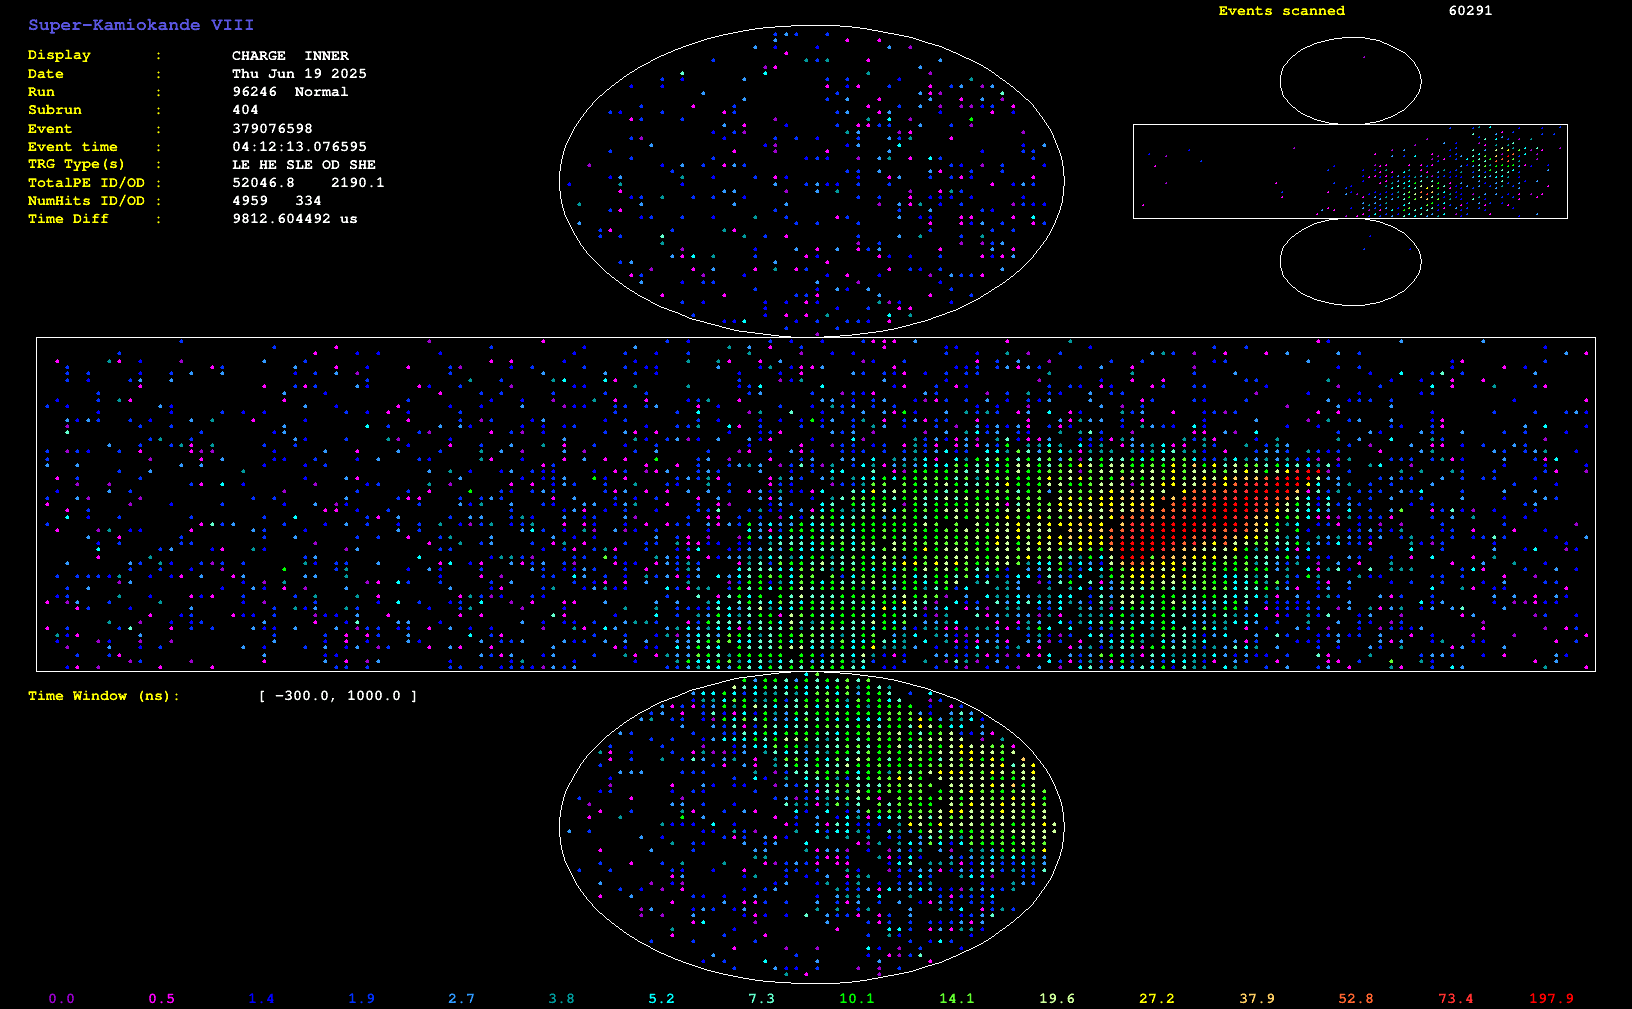 Super-Kamiokande VIII
Events scanned 60291
Display : CHARGE INNER
Date : Thu Jun 19 2025
Run : 96246 Normal
Subrun : 404
Event : 379076598
Event time : 04:12:13.076595
TRG Type(s) : LE HE SLE OD SHE
TotalPE ID/OD : 52046.8 2190.1
NumHits ID/OD : 4959 334
Time Diff : 9812.604492 us
Time Window (ns): [ −300.0, 1000.0 ]
0.0 0.5 1.4 1.9 2.7 3.8 5.2 7.3 10.1 14.1 19.6 27.2 37.9 52.8 73.4 197.9